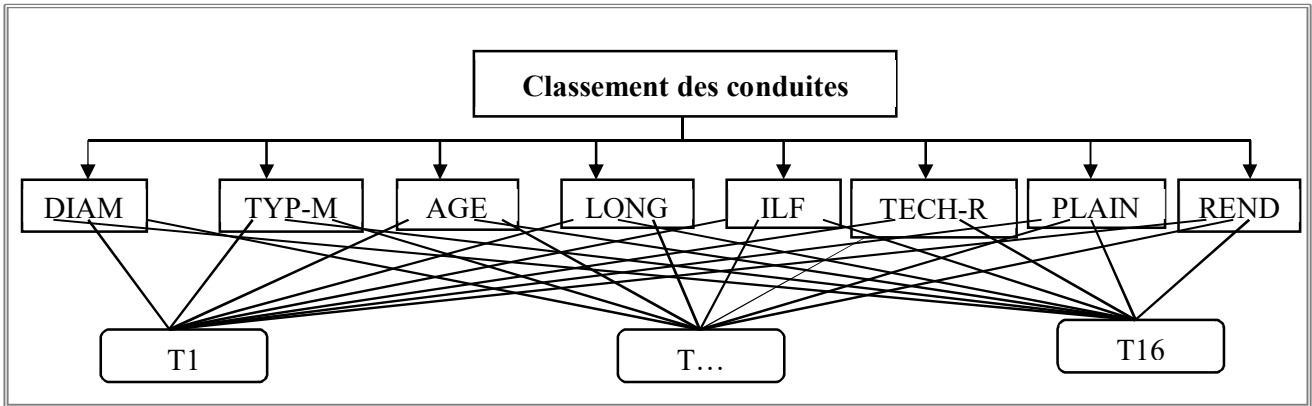 Classement des conduites
DIAM TYP-M AGE LONG ILF TECH-R PLAIN REND
T1 T… T16